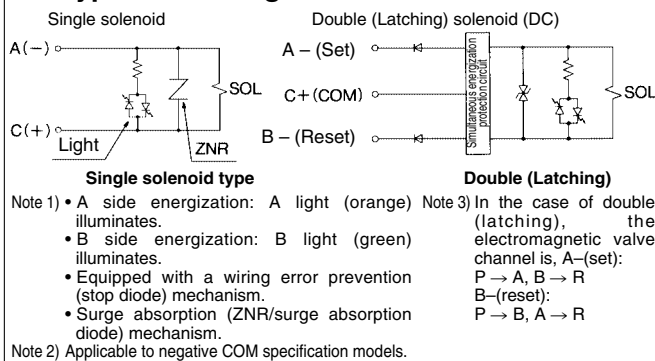 Single solenoid
Double (Latching) solenoid (DC)
A(−)
C(+)
Light
ZNR
SOL
A – (Set)
C+(COM)
B – (Reset)
Simultaneous energization
protection circuit
SOL
Single solenoid type
Double (Latching)
Note 1) • A side energization: A light (orange)
illuminates.
• B side energization: B light (green)
illuminates.
• Equipped with a wiring error prevention
(stop diode) mechanism.
• Surge absorption (ZNR/surge absorption
diode) mechanism.
Note 2) Applicable to negative COM specification models.
Note 3) In the case of double
(latching), the
electromagnetic valve
channel is, A–(set):
P → A, B → R
B–(reset):
P → B, A → R